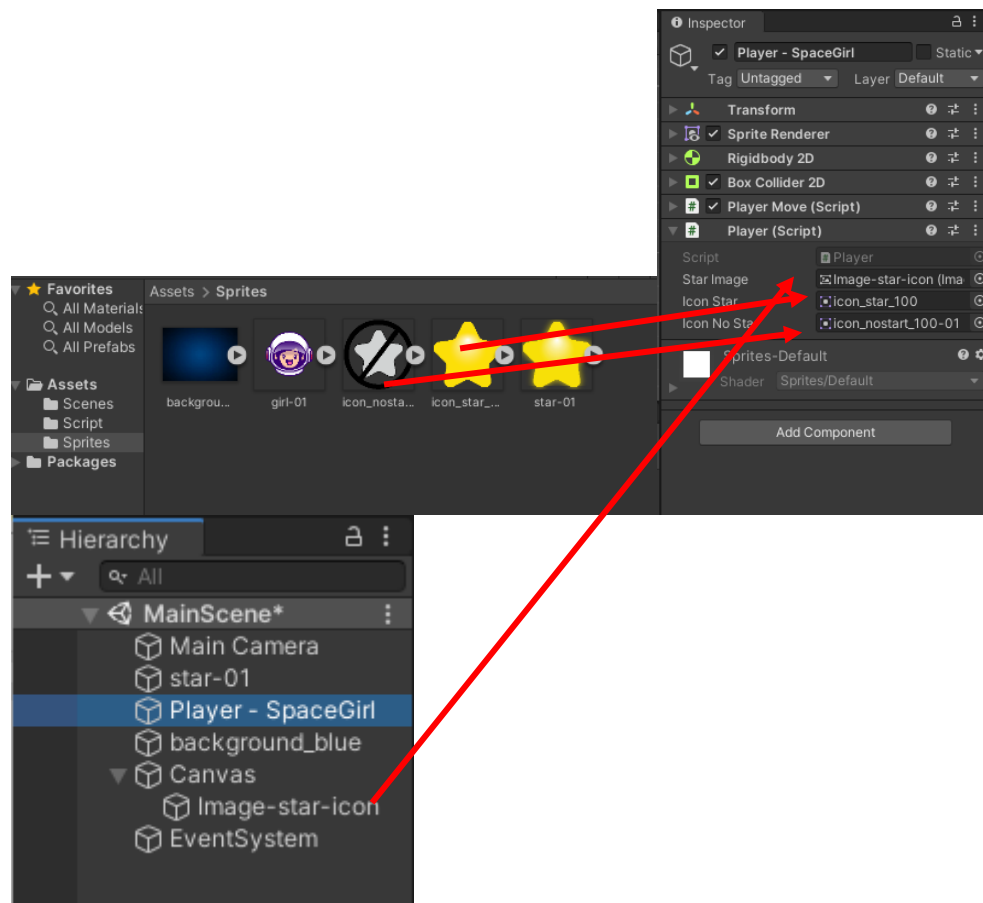 Inspector
Player - SpaceGirl Static
Tag Untagged Layer Default
Transform
Sprite Renderer
Rigidbody 2D
Box Collider 2D
# Player Move (Script)
# Player (Script)
Script Player
Star Image Image-star-icon (Ima
Icon Star icon_star_100
Icon No Sta icon_nostart_100-01
Sprites-Default
Shader Sprites/Default
Add Component
Favorites
All Materials
All Models
All Prefabs
Assets
Scenes
Script
Sprites
Packages
Assets > Sprites
backgrou... girl-01 icon_nosta... icon_star_... star-01
Hierarchy
All
MainScene*
Main Camera
star-01
Player - SpaceGirl
background_blue
Canvas
Image-star-icon
EventSystem